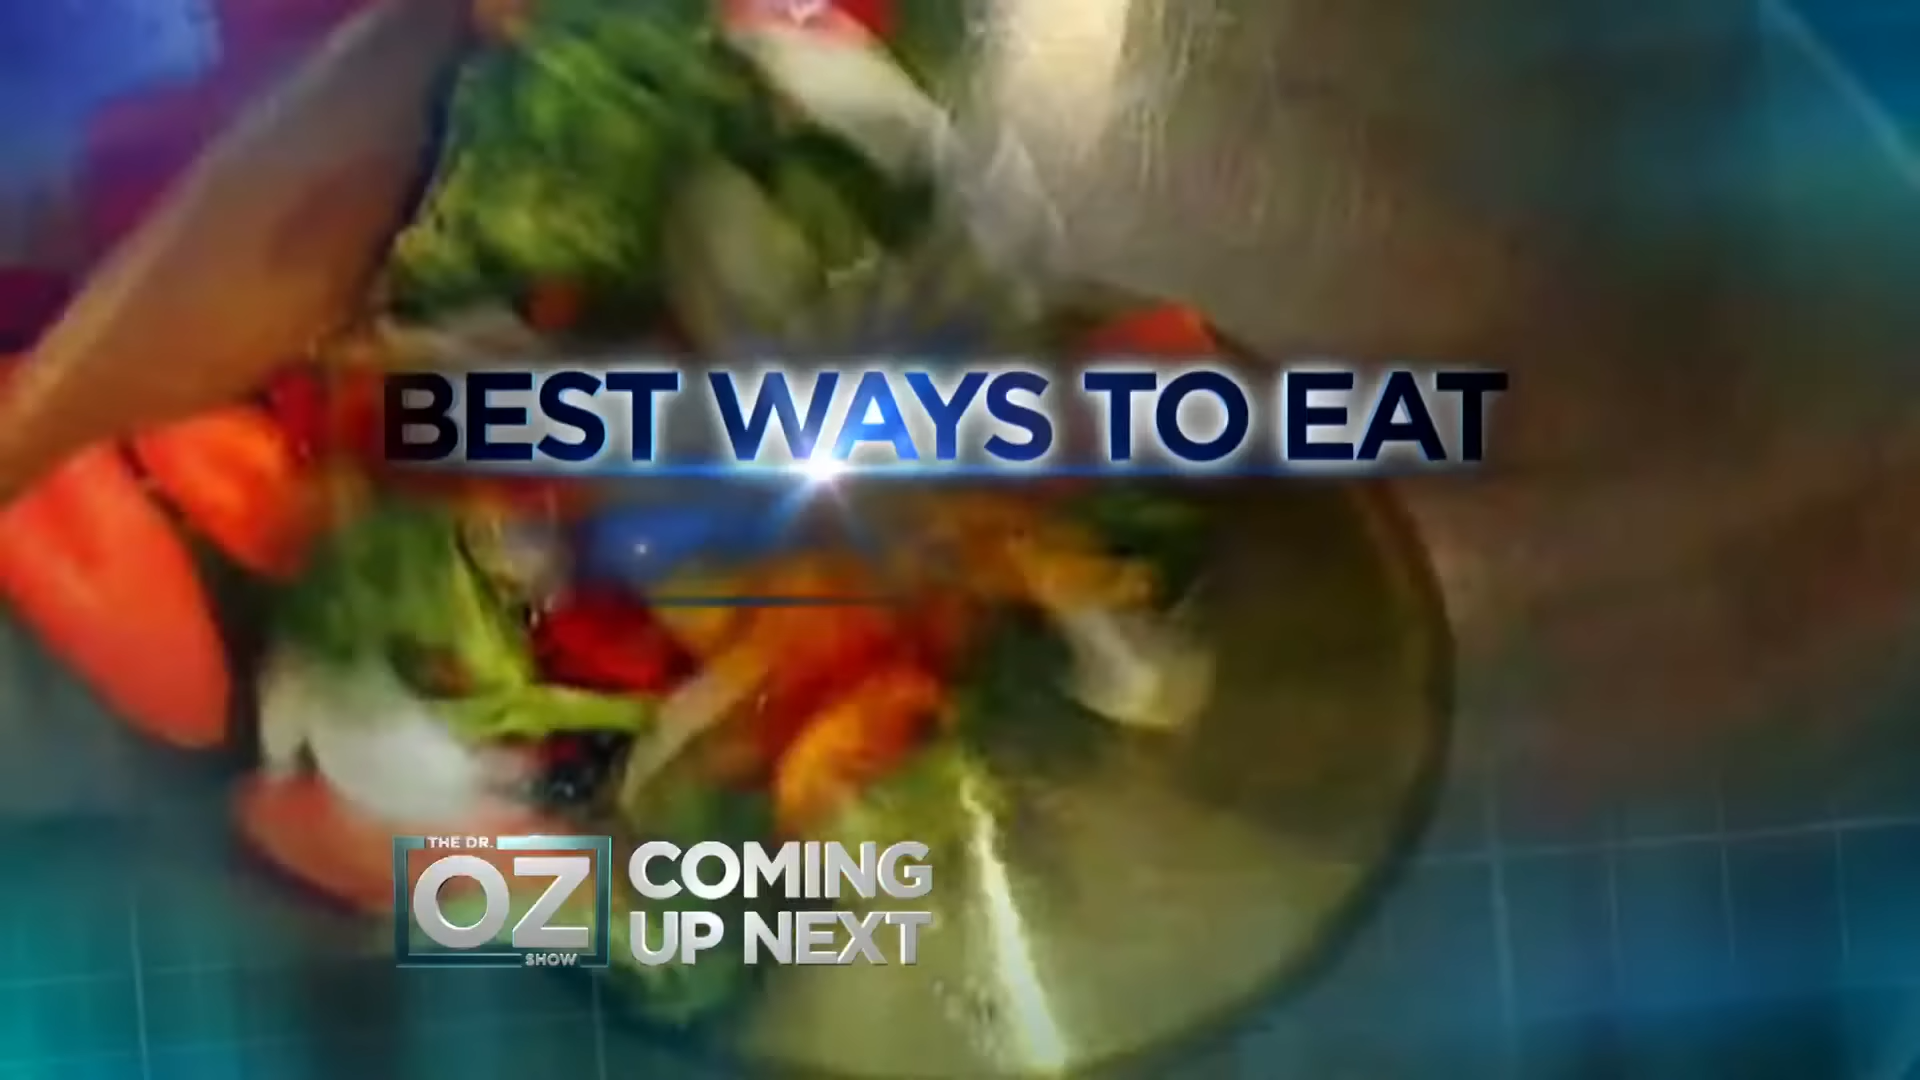 BEST WAYS TO EAT
THE DR.
OZ
SHOW
COMING
UP NEXT